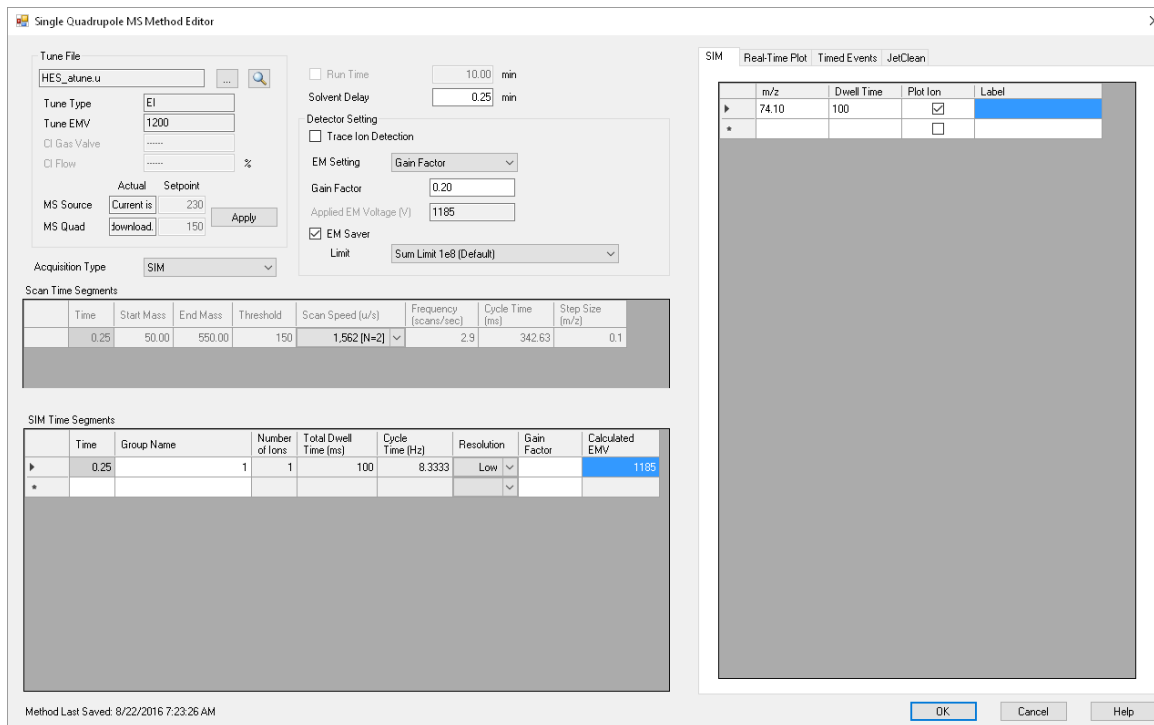 Single Quadrupole MS Method Editor
Tune File
HES_atune.u
...
Tune Type
EI
Tune EMV
1200
CI Gas Valve
------
CI Flow
------
%
Actual Setpoint
MS Source
Current is
230
MS Quad
download.
150
Apply
Acquisition Type
SIM
Run Time
10.00 min
Solvent Delay
0.25 min
Detector Setting
Trace Ion Detection
EM Setting
Gain Factor
Gain Factor
0.20
Applied EM Voltage (V)
1185
EM Saver
Limit
Sum Limit 1e8 (Default)
Scan Time Segments
Time Start Mass End Mass Threshold Scan Speed (u/s) Frequency (scans/sec) Cycle Time (ms) Step Size (m/z)
0.25 50.00 550.00 150 1,562 [N=2] 2.9 342.63 0.1
SIM Time Segments
Time Group Name Number of Ions Total Dwell Time (ms) Cycle Time (Hz) Resolution Gain Factor Calculated EMV
0.25 1 1 100 8.3333 Low 1185
*
Method Last Saved: 8/22/2016 7:23:26 AM
SIM Real-Time Plot Timed Events JetClean
m/z Dwell Time Plot Ion Label
74.10 100
*
OK Cancel Help